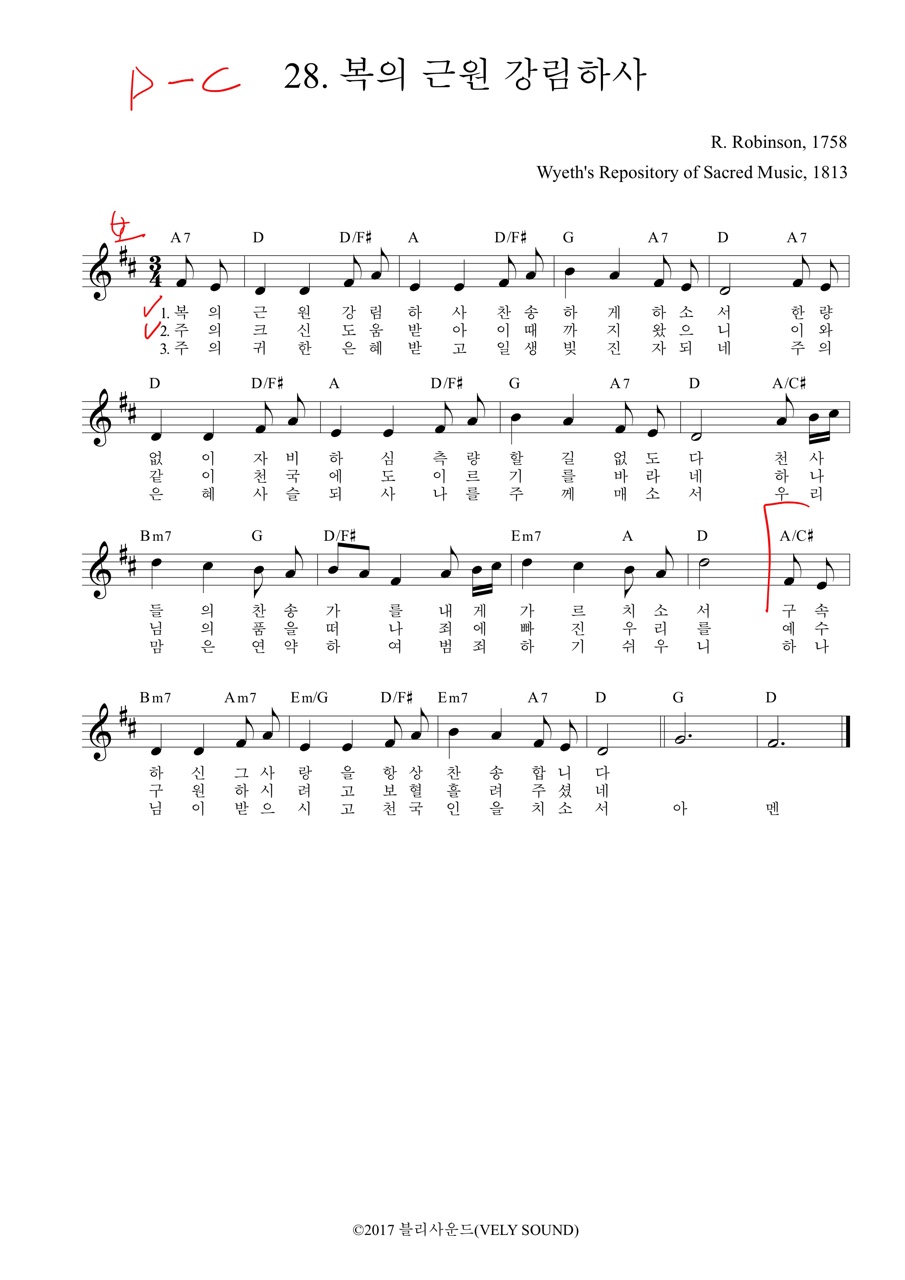 D-C
28. 복의 근원 강림하사
R. Robinson, 1758
Wyeth's Repository of Sacred Music, 1813
A7 D D/F♯ A D/F♯ G A7 D A7
3/4
1. 복 의 근 원 강 림 하 사 찬 송 하 게 하 소 서 한 량
2. 주 의 크 신 도 움 받 아 이 때 까 지 왔 으 니 이 와
3. 주 의 귀 한 은 혜 받 고 일 생 빚 진 자 되 네 주 의
D D/F♯ A D/F♯ G A7 D A/C♯
없 이 자 비 하 심 측 량 할 길 없 도 다 천 사
같 이 천 국 에 도 이 르 기 를 바 라 네 하 나
은 혜 사 슬 되 사 나 를 주 께 매 소 서 우 리
Bm7 G D/F♯ Em7 A D A/C♯
들 의 찬 송 가 를 내 게 가 르 치 소 서 구 속
님 의 품 을 떠 나 죄 에 빠 진 우 리 를 예 수
맘 은 연 약 하 여 범 죄 하 기 쉬 우 니 하 나
Bm7 Am7 Em/G D/F♯ Em7 A7 D G D
하 신 그 사 랑 을 항 상 찬 송 합 니 다
구 원 하 시 려 고 보 혈 흘 려 주 셨 네
님 이 받 으 시 고 천 국 인 을 치 소 서 아 멘
©2017 블리사운드(VELY SOUND)